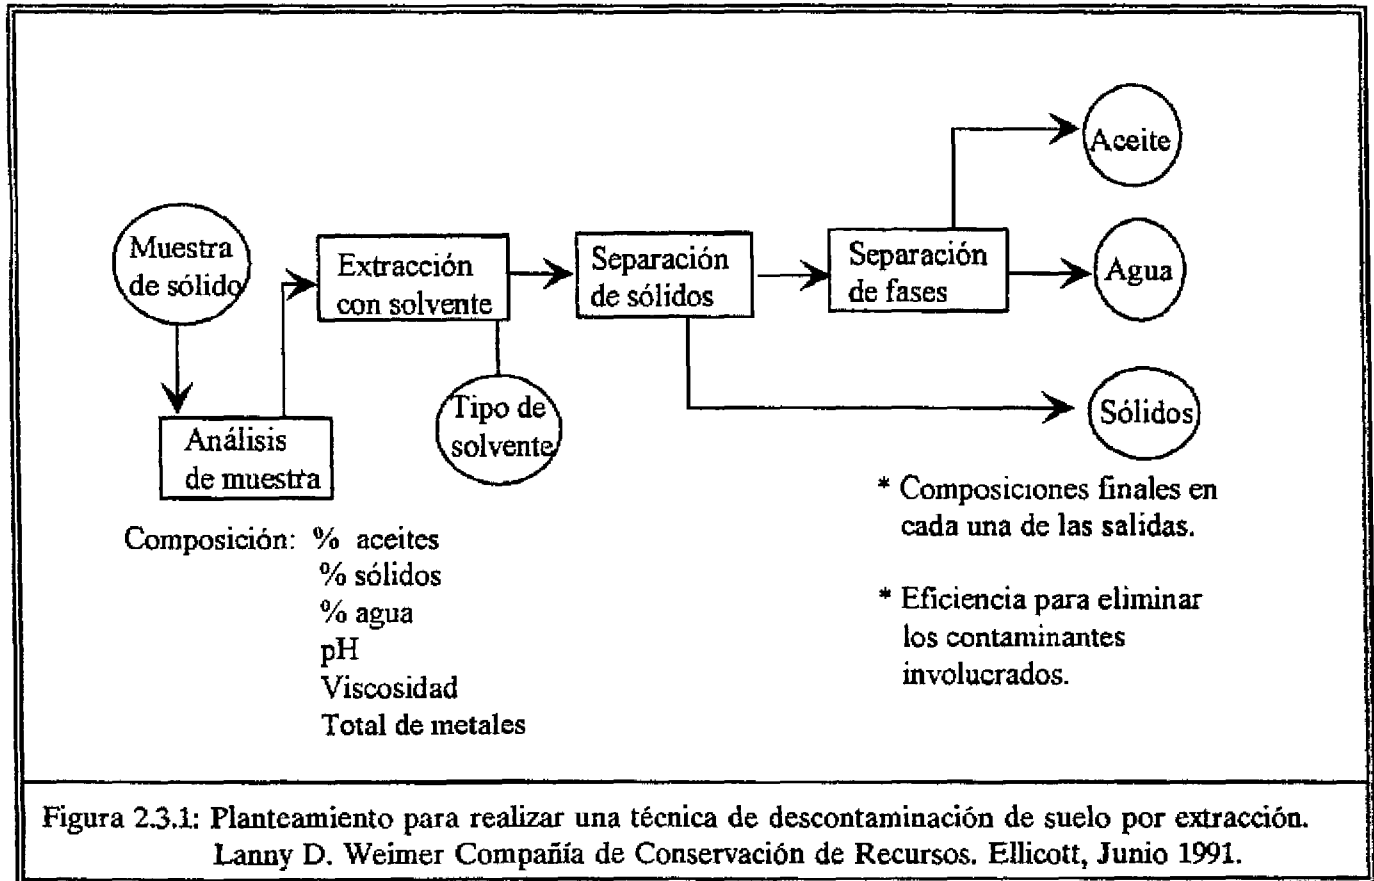 Aceite
Muestra
de sólido
Extracción
con solvente
Separación
de sólidos
Separación
de fases
Agua
Análisis
de muestra
Tipo de
solvente
Sólidos
Composición: % aceites
% sólidos
% agua
pH
Viscosidad
Total de metales
* Composiciones finales en
cada una de las salidas.
* Eficiencia para eliminar
los contaminantes
involucrados.
Figura 2.3.1: Planteamiento para realizar una técnica de descontaminación de suelo por extracción.
Lanny D. Weimer Compañía de Conservación de Recursos. Ellicott, Junio 1991.